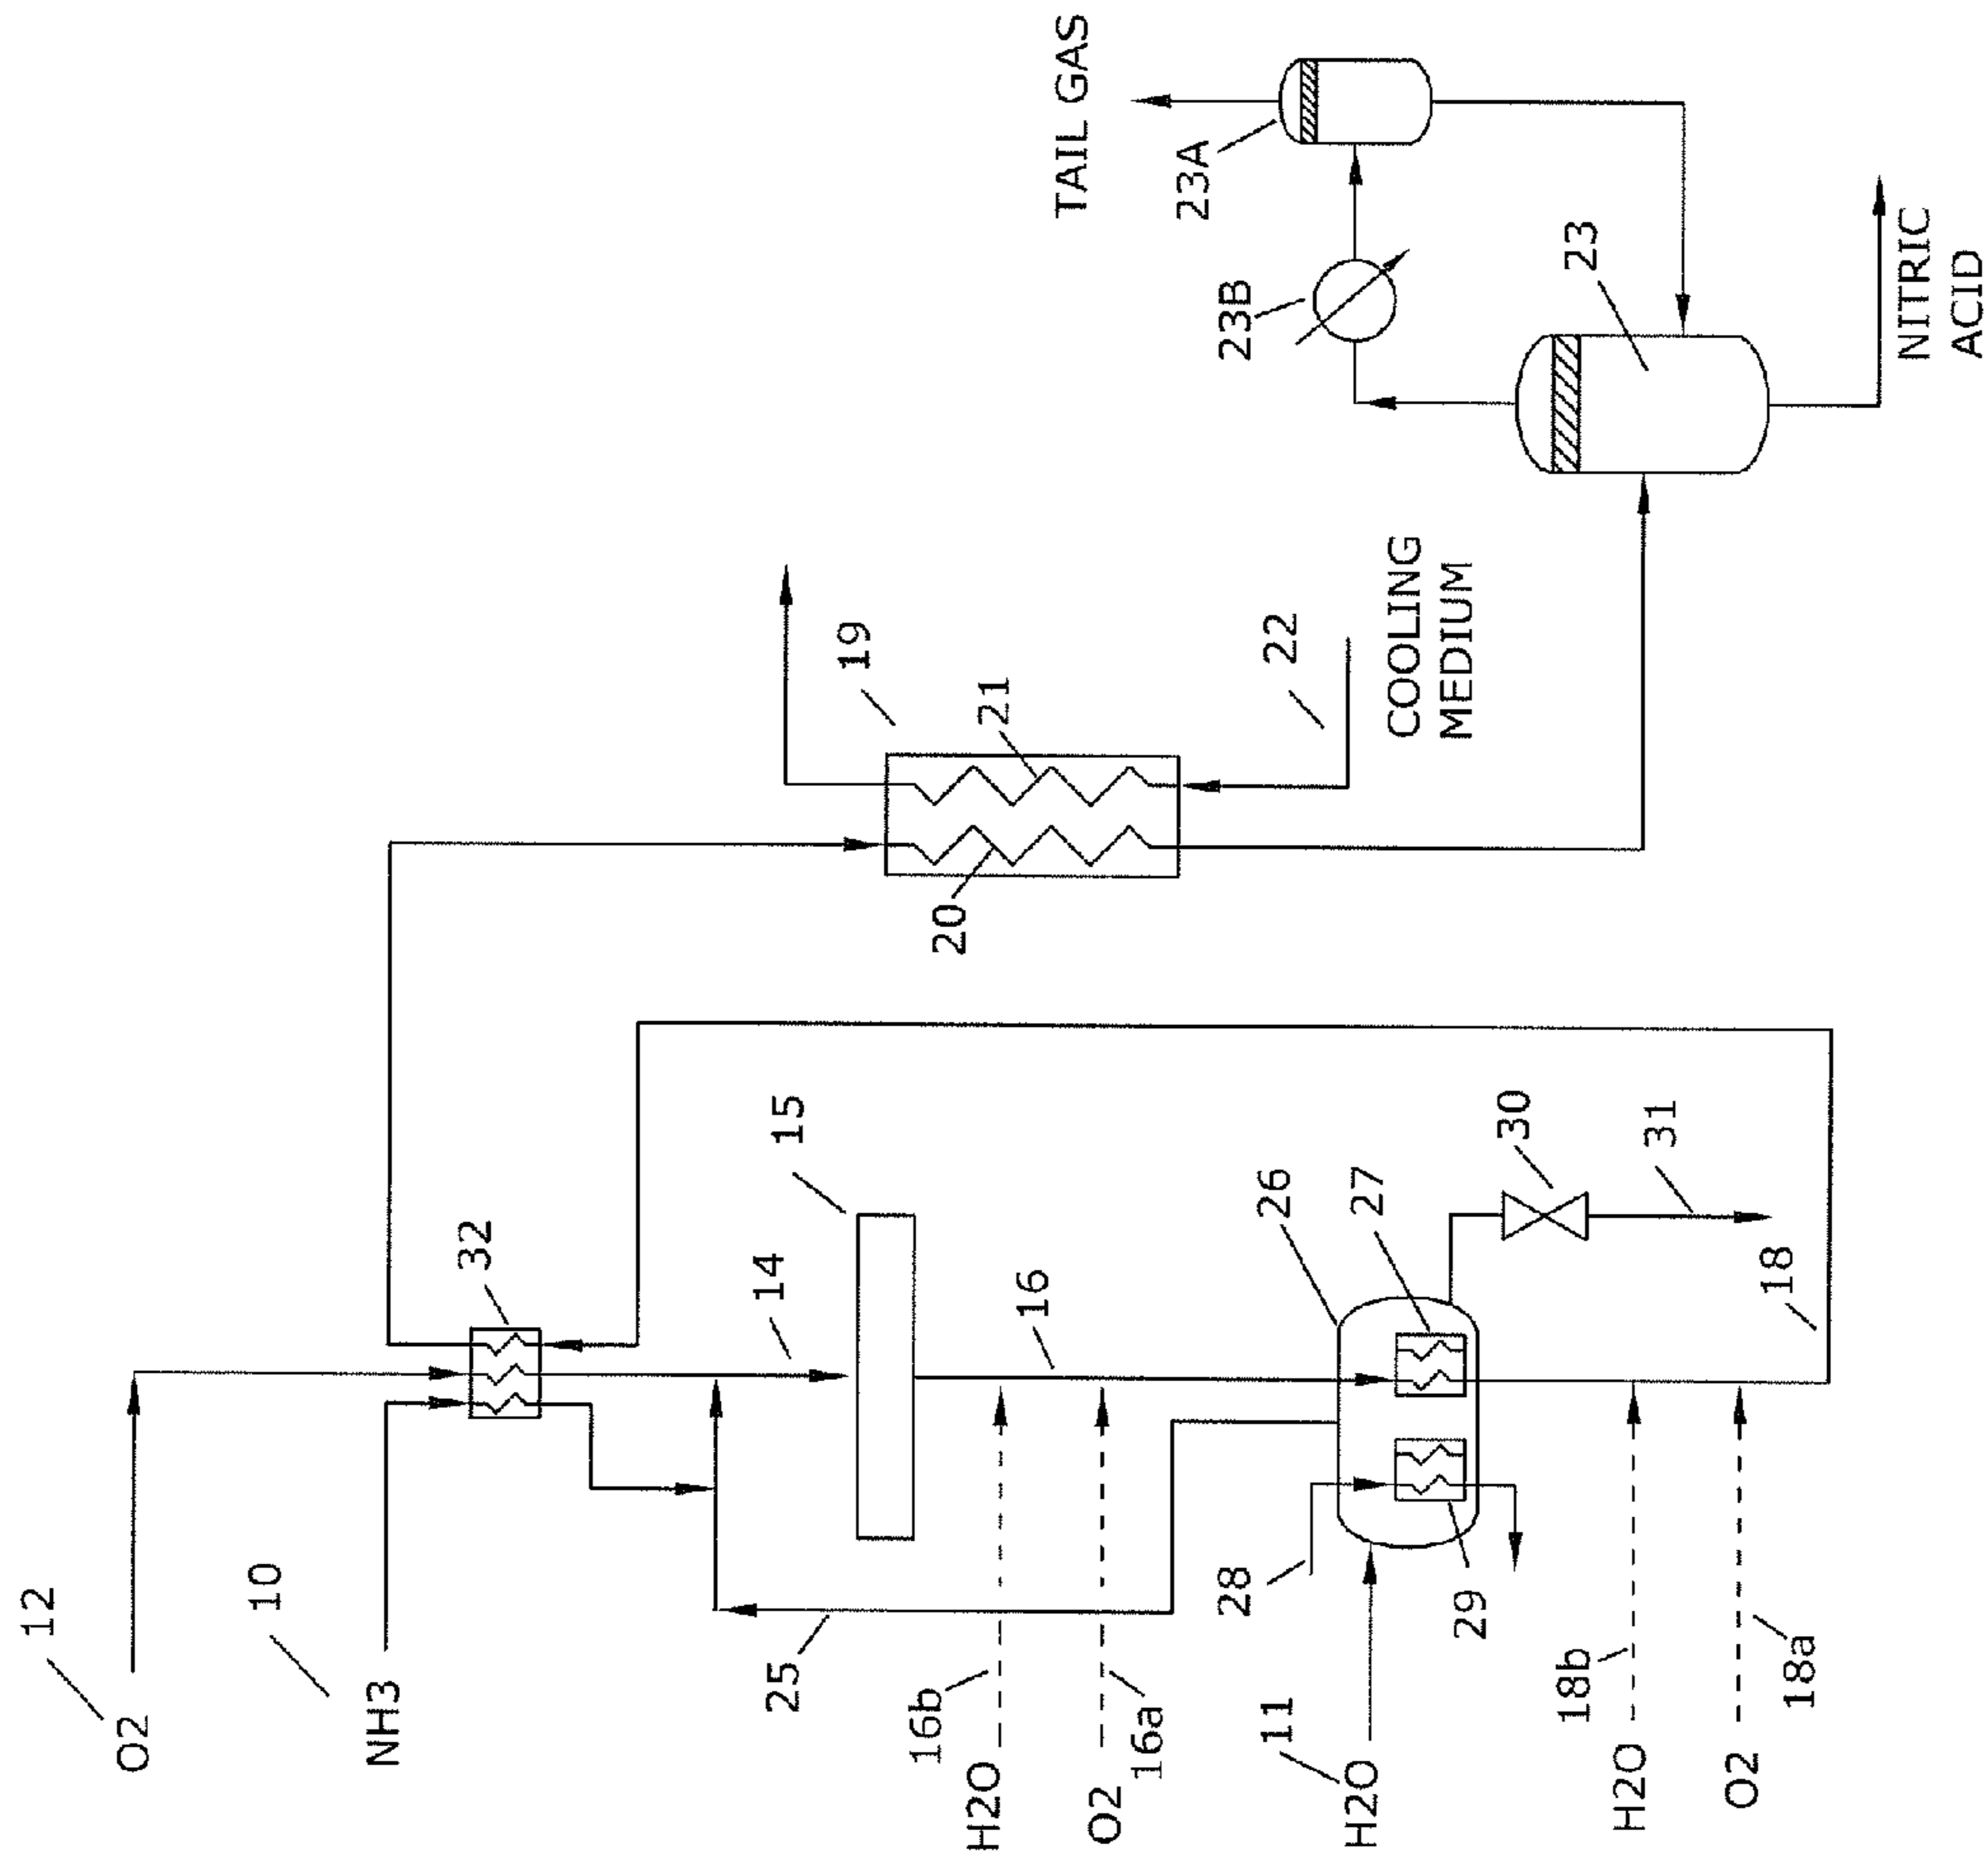 12
O2
10
NH3
32
14
15
16
25
16b
H2O
16a
O2
11
H2O
28
29
26
27
30
31
18
18b
H2O
18a
O2
19
20
21
22
COOLING
MEDIUM
23
23A
23B
TAIL GAS
NITRIC
ACID